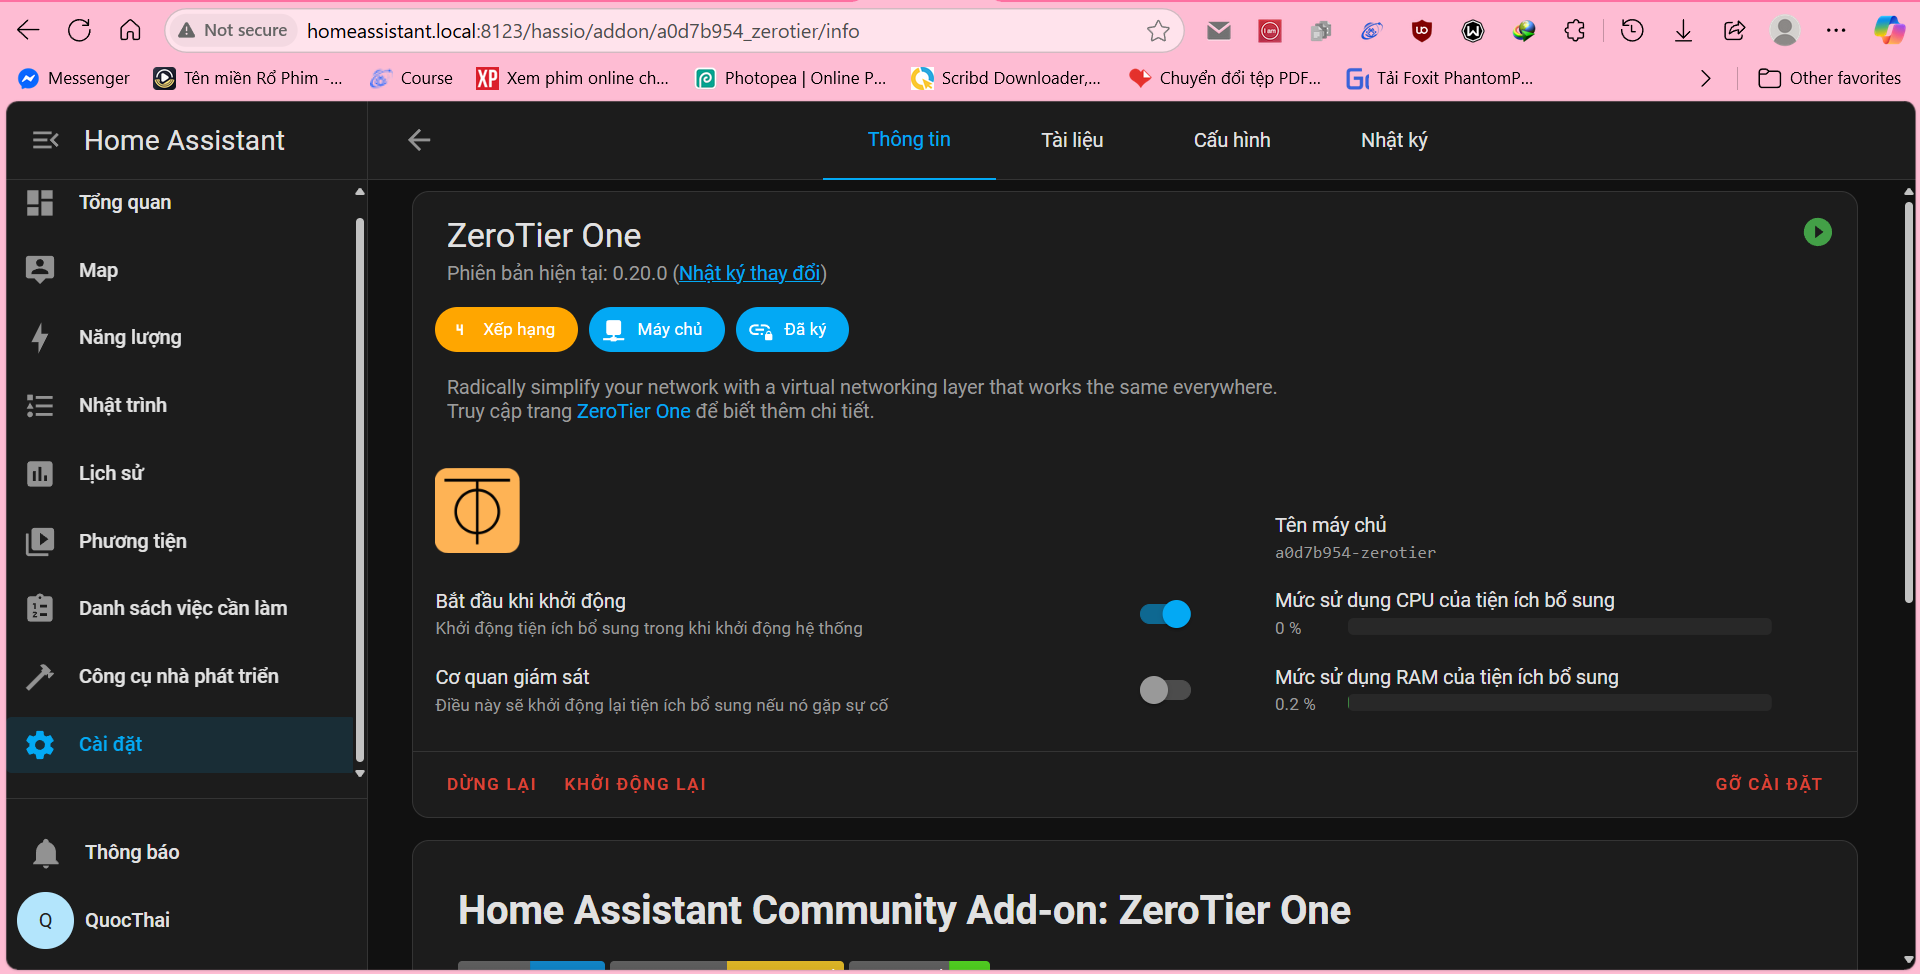 Not secure
homeassistant.local:8123/hassio/addon/a0d7b954_zerotier/info
Messenger
Tên miền Rổ Phim -...
Course
Xem phim online ch...
Photopea | Online P...
Scribd Downloader,...
Chuyển đổi tệp PDF...
Tải Foxit PhantomP...
Other favorites
Home Assistant
Thông tin
Tài liệu
Cấu hình
Nhật ký
Tổng quan
Map
Năng lượng
Nhật trình
Lịch sử
Phương tiện
Danh sách việc cần làm
Công cụ nhà phát triển
Cài đặt
Thông báo
Q
QuocThai
ZeroTier One
Phiên bản hiện tại: 0.20.0 (Nhật ký thay đổi)
4 Xếp hạng
Máy chủ
Đã ký
Radically simplify your network with a virtual networking layer that works the same everywhere.
Truy cập trang ZeroTier One để biết thêm chi tiết.
Tên máy chủ
a0d7b954-zerotier
Bắt đầu khi khởi động
Khởi động tiện ích bổ sung trong khi khởi động hệ thống
Mức sử dụng CPU của tiện ích bổ sung
0 %
Cơ quan giám sát
Điều này sẽ khởi động lại tiện ích bổ sung nếu nó gặp sự cố
Mức sử dụng RAM của tiện ích bổ sung
0.2 %
DỪNG LẠI
KHỞI ĐỘNG LẠI
GỠ CÀI ĐẶT
Home Assistant Community Add-on: ZeroTier One